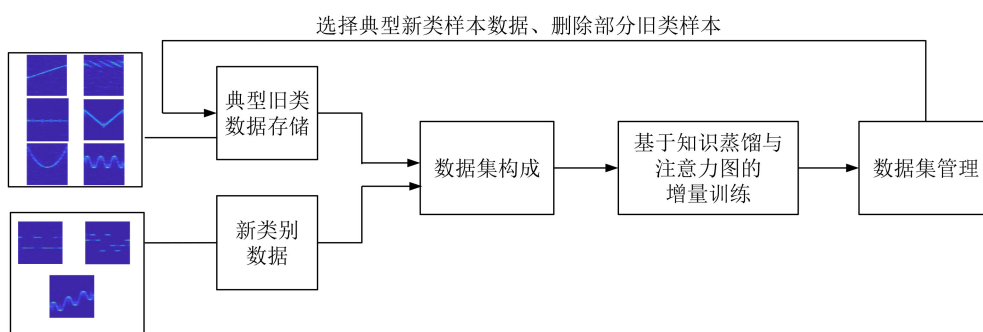 选择典型新类样本数据、删除部分旧类样本
典型旧类
数据存储
新类别
数据
数据集构成
基于知识蒸馏与
注意力图的
增量训练
数据集管理